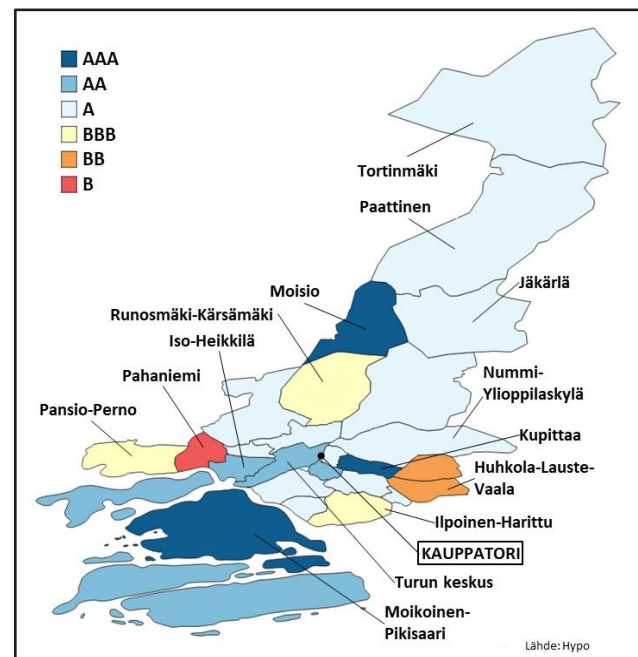 AAA
AA
A
BBB
BB
B
Tortinmäki
Paattinen
Jäkärlä
Moisio
Runosmäki-Kärsämäki
Iso-Heikkilä
Pahaniemi
Pansio-Perno
Nummi-
Ylioppilaskylä
Kupittaa
Huhkola-Lauste-
Vaala
Ilpoinen-Harittu
KAUPPATORI
Turun keskus
Moikoinen-
Pikisaari
Lähde: Hypo